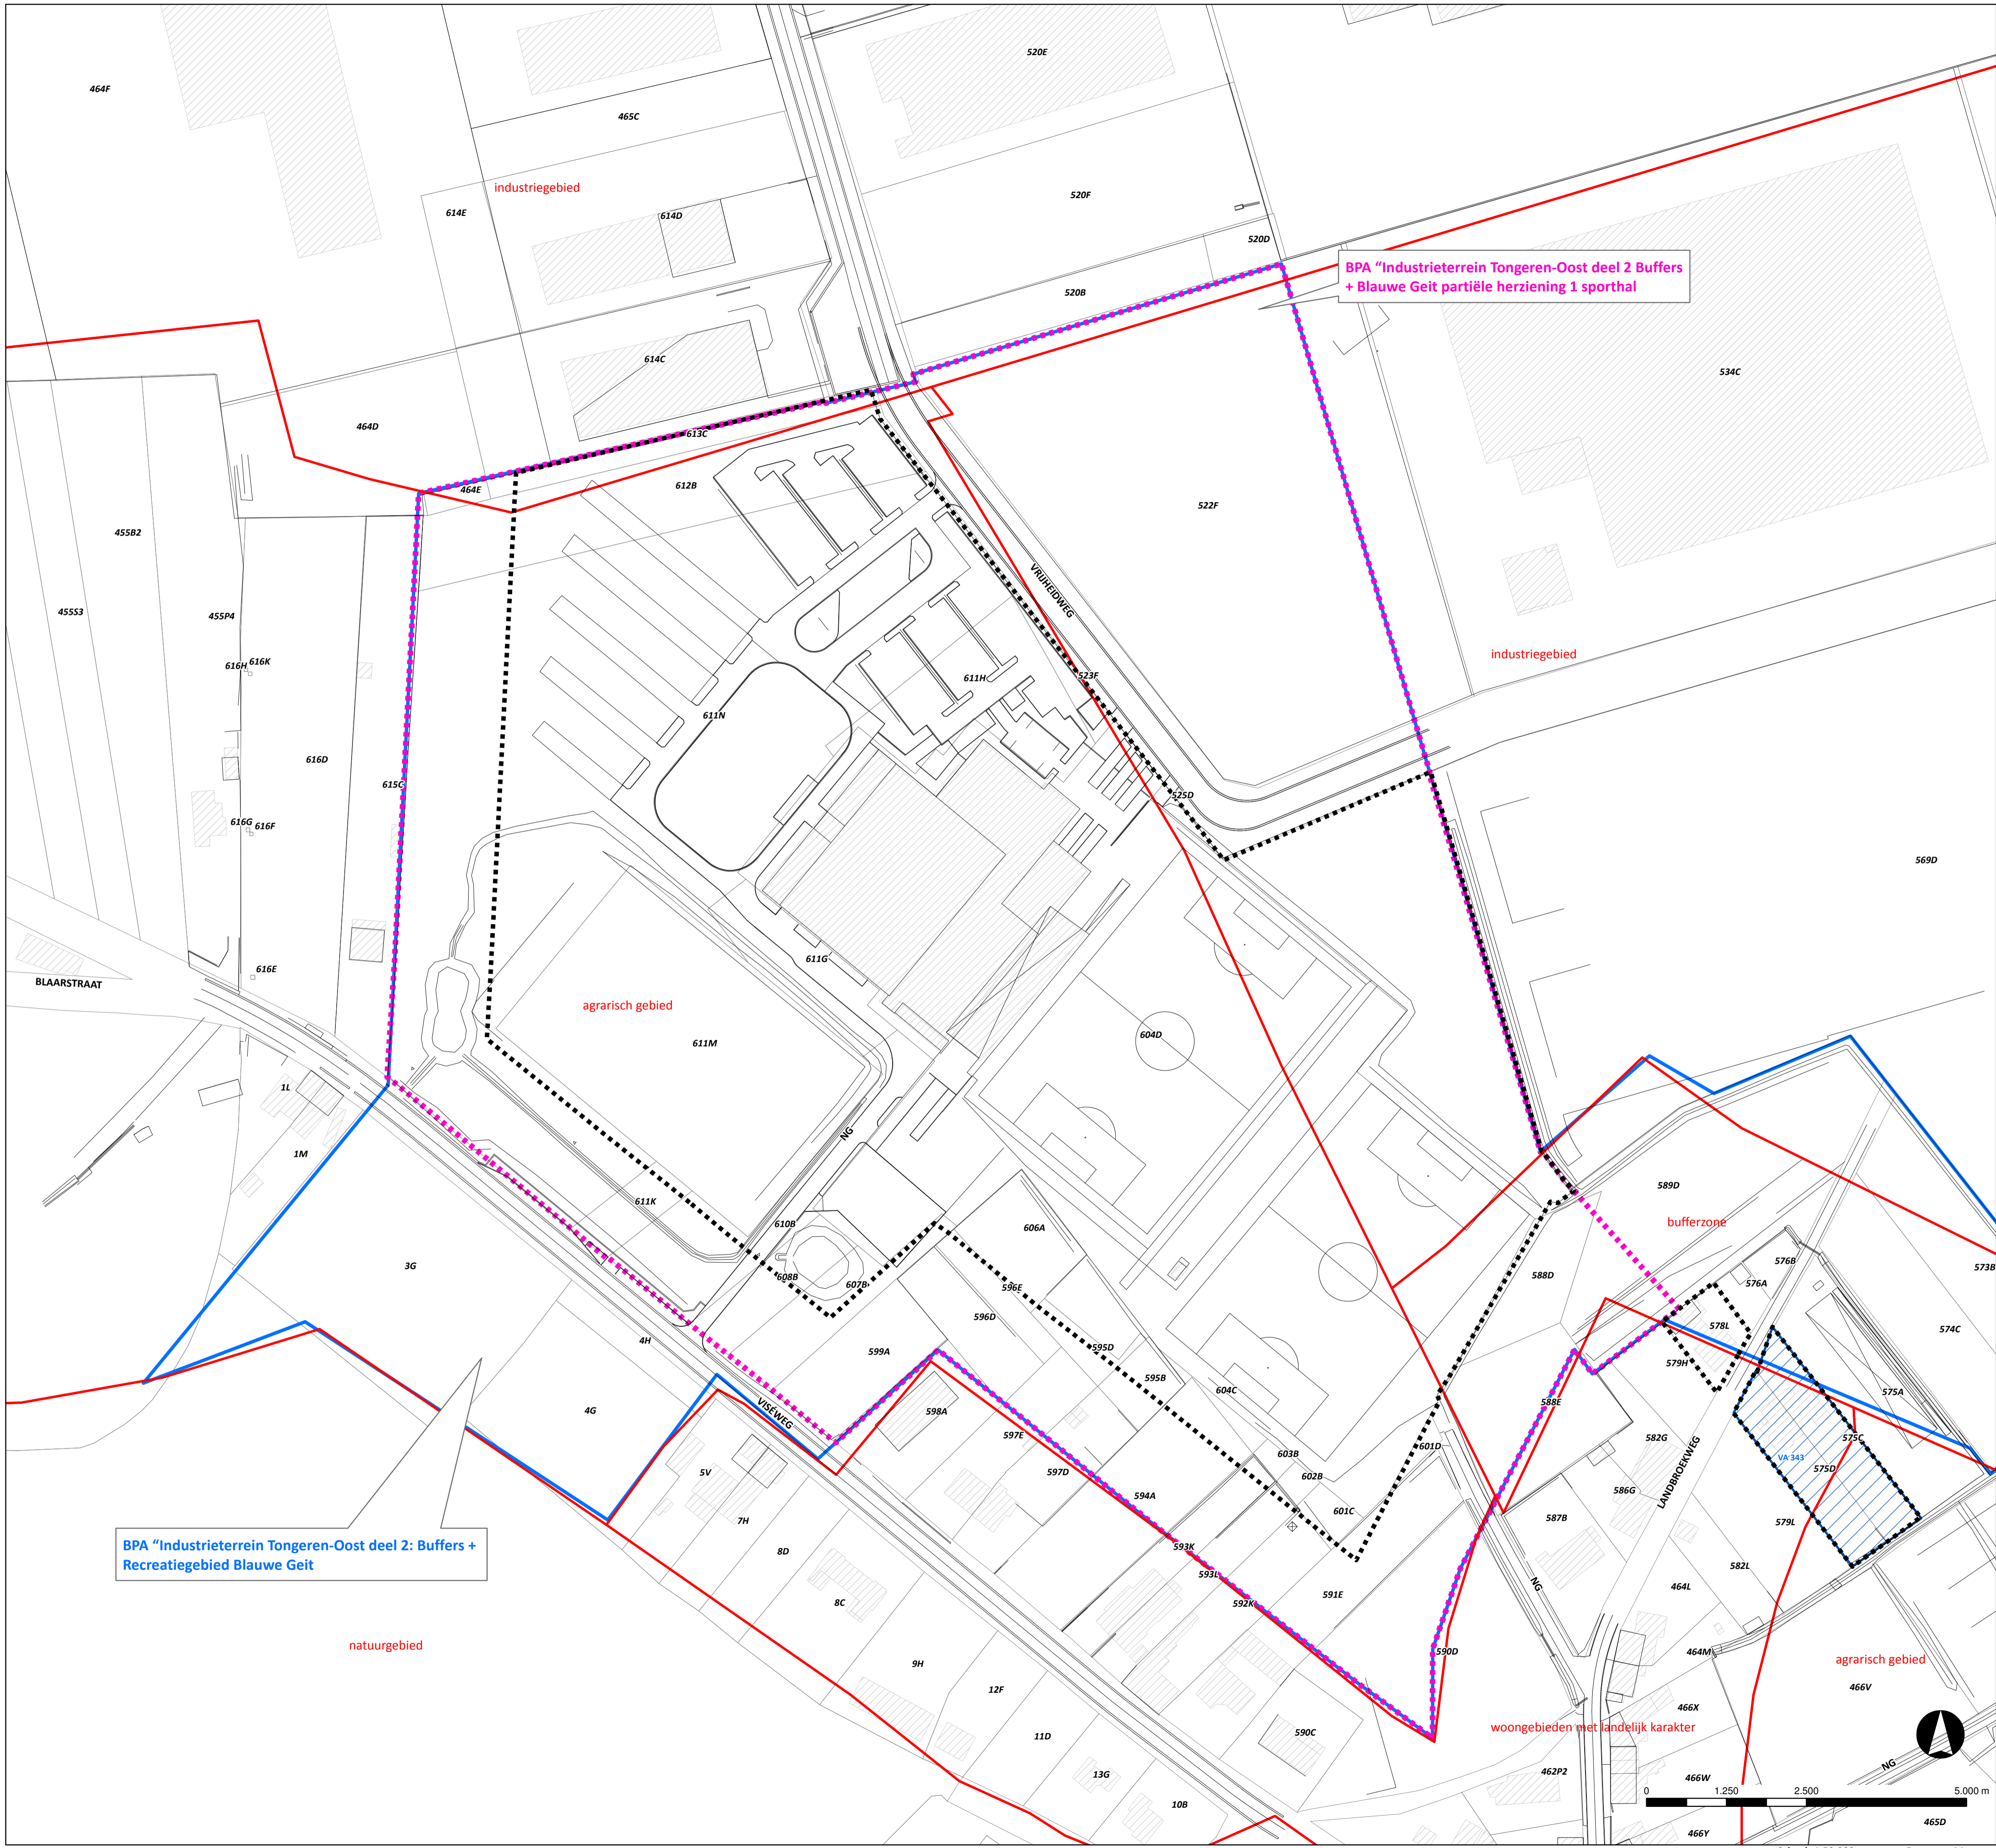 464F
520E
465C
industriegebied
520F
614E
614D
520D
BPA “Industrieterrein Tongeren-Oost deel 2 Buffers
+ Blauwe Geit partiële herziening 1 sporthal
520B
614C
534C
464D
613C
464E
612B
522F
455B2
VRIJHEIDWEG
455S3
455P4
616H
616K
industriegebied
611H
523F
611N
616D
615C
525D
616G
616F
569D
611G
616E
BLAARSTRAAT
agrarisch gebied
604D
611M
1L
NG
1M
589D
611K
bufferzone
610B
606A
576B
3G
608B
607B
596E
588D
576A
573B
596D
578L
574C
4H
595D
599A
579H
595B
604C
575A
4G
VISÉWEG
598A
588E
597E
582G
575C
601D
603B
LANDBROEKWEG
VA 343
5V
597D
602B
575D
594A
586G
601C
7H
587B
579L
BPA “Industrieterrein Tongeren-Oost deel 2: Buffers +
Recreatiegebied Blauwe Geit
8D
593K
582L
593L
NG
464L
591E
8C
592K
natuurgebied
590D
464M
agrarisch gebied
9H
12F
466V
466X
woongebieden met landelijk karakter
11D
590C
13G
462P2
466W
NG
0 1.250 2.500 5.000 m
10B
465D
466Y